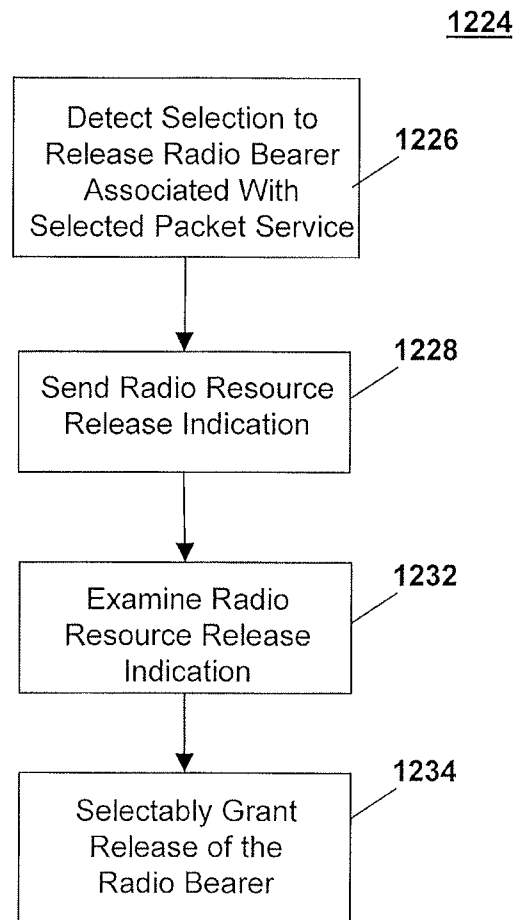 1224
Detect Selection to
Release Radio Bearer
Associated With
Selected Packet Service
1226
Send Radio Resource
Release Indication
1228
Examine Radio
Resource Release
Indication
1232
Selectably Grant
Release of the
Radio Bearer
1234